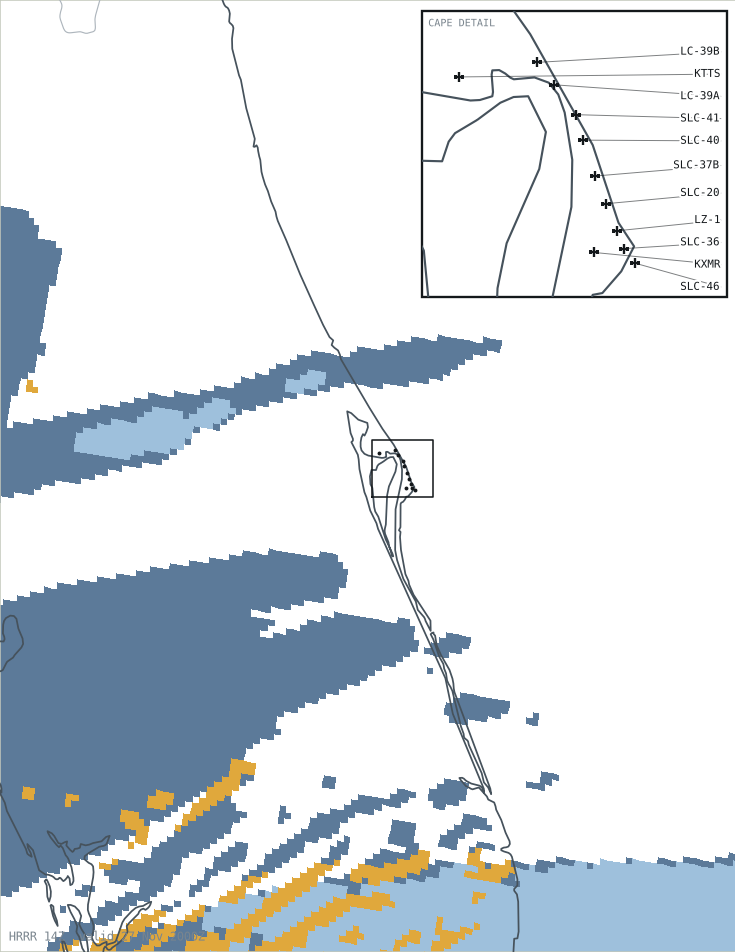 CAPE DETAIL
LC-39B
KTTS
LC-39A
SLC-41
SLC-40
SLC-37B
SLC-20
LZ-1
SLC-36
KXMR
SLC-46
HRRR